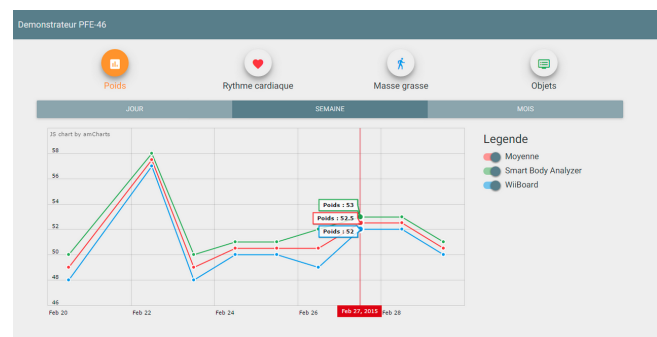 Demonstrateur PFE-46
Poids
Rythme cardiaque
Masse grasse
Objets
JOUR
SEMAINE
MOIS
JS chart by amCharts
58
56
54
52
50
48
46
Poids : 53
Poids : 52.5
Poids : 52
Feb 20
Feb 22
Feb 24
Feb 26
Feb 27, 2015
Feb 28
Legende
Moyenne
Smart Body Analyzer
WiiBoard